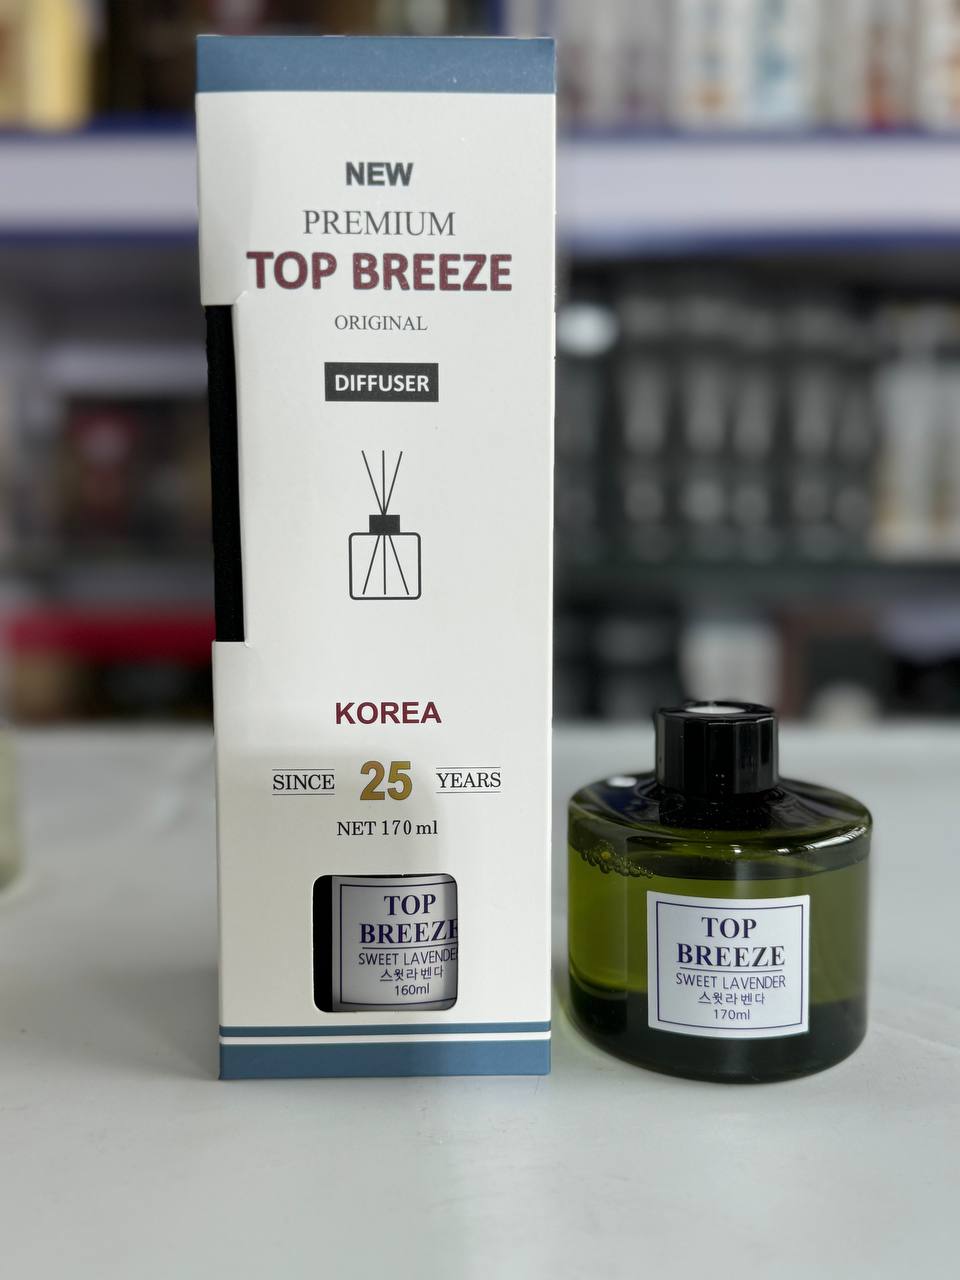 NEW
PREMIUM
TOP BREEZE
ORIGINAL
DIFFUSER
KOREA
SINCE 25 YEARS
NET 170 ml
TOP
BREEZE
SWEET LAVENDER
스윗라벤다
160ml
TOP
BREEZE
SWEET LAVENDER
스윗라벤다
170ml